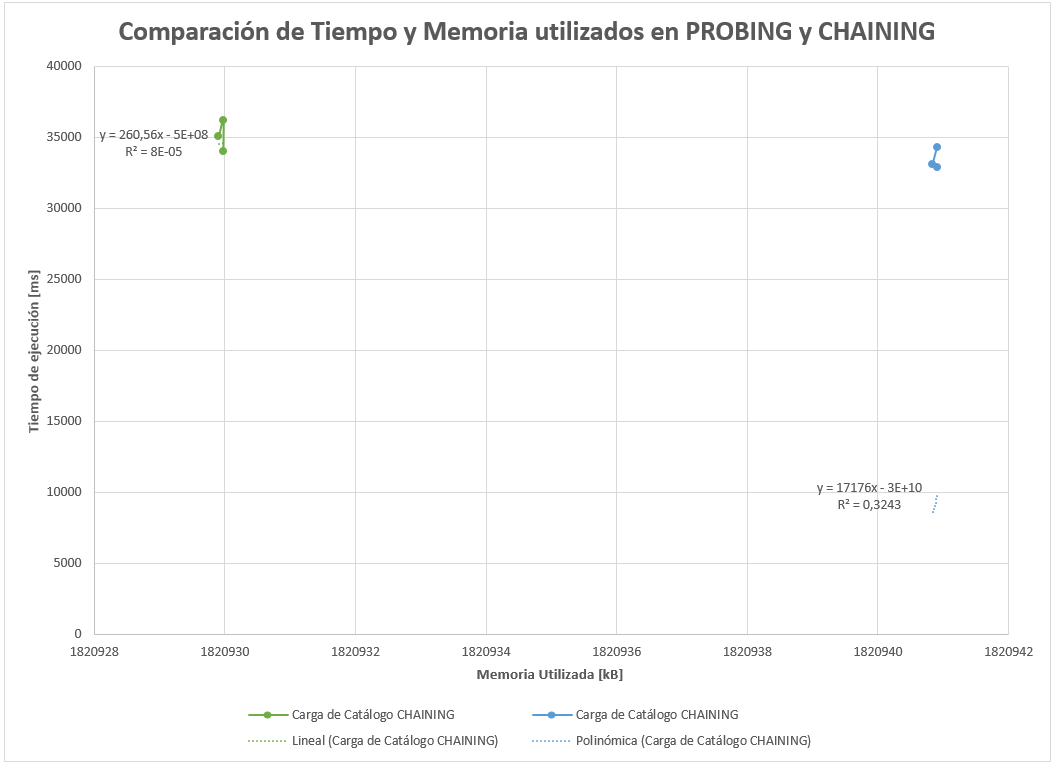 Comparación de Tiempo y Memoria utilizados en PROBING y CHAINING
Tiempo de ejecución [ms]
40000
35000
30000
25000
20000
15000
10000
5000
0
y = 260,56x - 5E+08
R² = 8E-05
y = 17176x - 3E+10
R² = 0,3243
1820928
1820930
1820932
1820934
1820936
1820938
1820940
1820942
Memoria Utilizada [kB]
Carga de Catálogo CHAINING
Carga de Catálogo CHAINING
Lineal (Carga de Catálogo CHAINING)
Polinómica (Carga de Catálogo CHAINING)